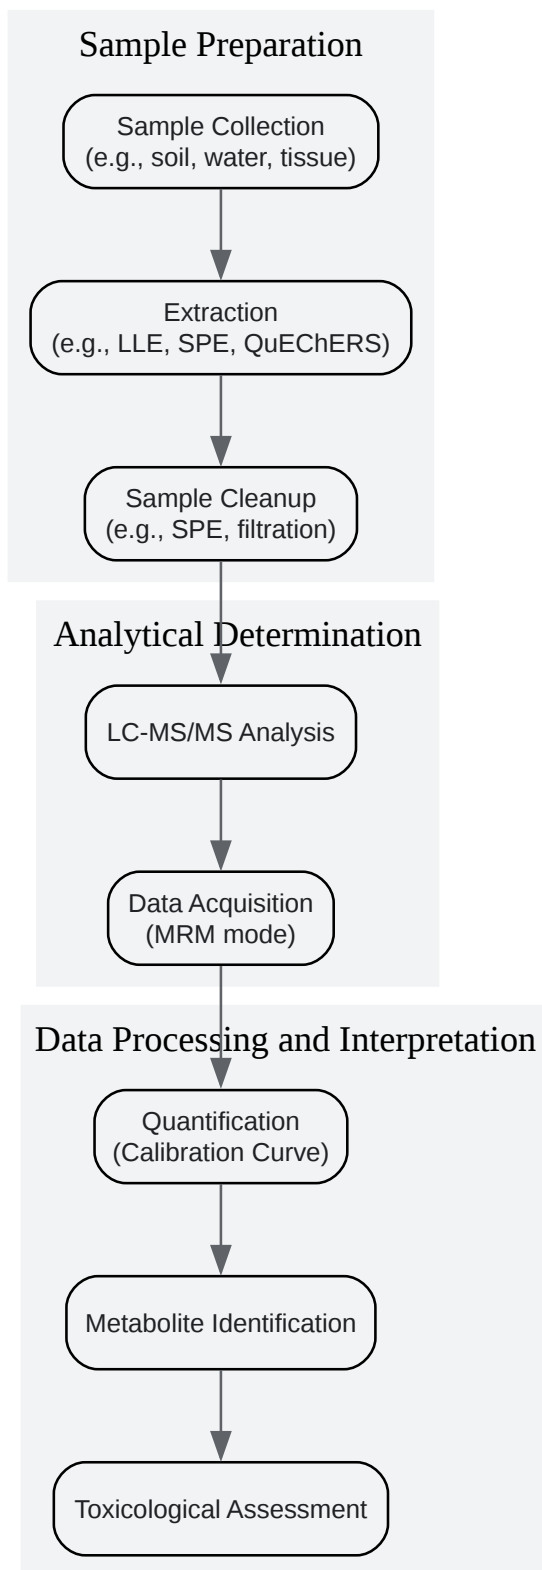 Sample Preparation
Sample Collection
(e.g., soil, water, tissue)
Extraction
(e.g., LLE, SPE, QuEChERS)
Sample Cleanup
(e.g., SPE, filtration)
Analytical Determination
LC-MS/MS Analysis
Data Acquisition
(MRM mode)
Data Processing and Interpretation
Quantification
(Calibration Curve)
Metabolite Identification
Toxicological Assessment